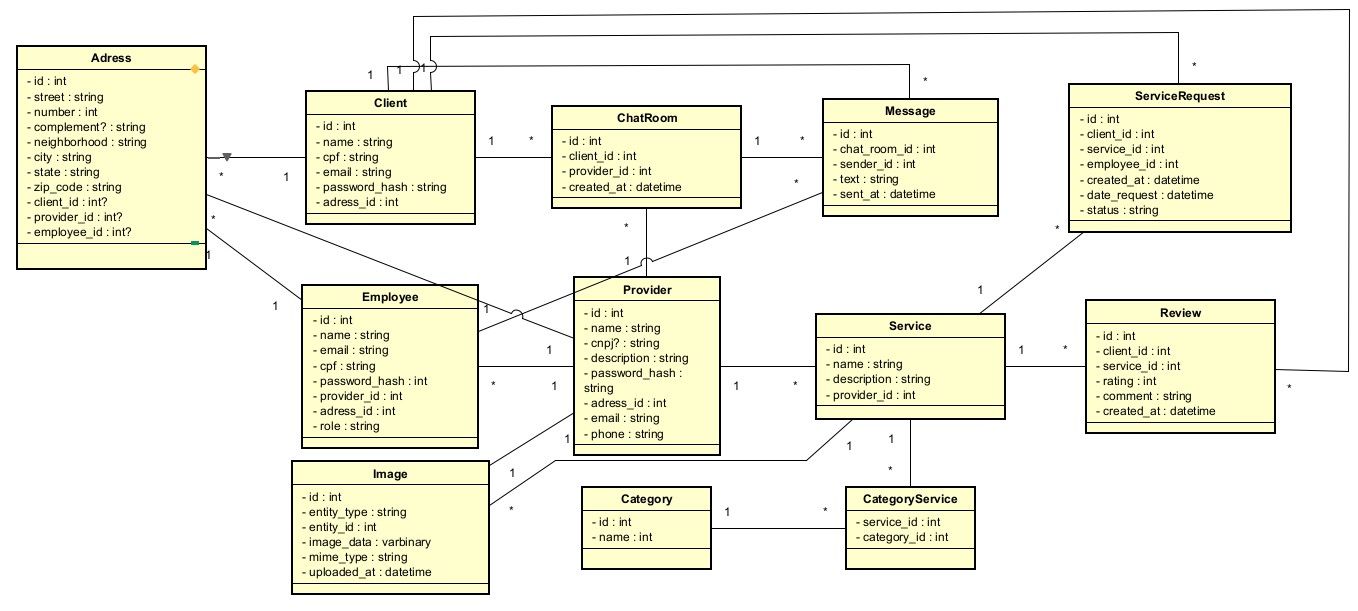 Adress
- id : int
- street : string
- number : int
- complement? : string
- neighborhood : string
- city : string
- state : string
- zip_code : string
- client_id : int?
- provider_id : int?
- employee_id : int?
Client
- id : int
- name : string
- cpf : string
- email : string
- password_hash : string
- adress_id : int
ChatRoom
- id : int
- client_id : int
- provider_id : int
- created_at : datetime
Message
- id : int
- chat_room_id : int
- sender_id : int
- text : string
- sent_at : datetime
ServiceRequest
- id : int
- client_id : int
- service_id : int
- employee_id : int
- created_at : datetime
- date_request : datetime
- status : string
Employee
- id : int
- name : string
- email : string
- cpf : string
- password_hash : int
- provider_id : int
- adress_id : int
- role : string
Provider
- id : int
- name : string
- cnpj? : string
- description : string
- password_hash :
string
- adress_id : int
- email : string
- phone : string
Service
- id : int
- name : string
- description : string
- provider_id : int
Review
- id : int
- client_id : int
- service_id : int
- rating : int
- comment : string
- created_at : datetime
Image
- id : int
- entity_type : string
- entity_id : int
- image_data : varbinary
- mime_type : string
- uploaded_at : datetime
Category
- id : int
- name : int
CategoryService
- service_id : int
- category_id : int
1
1
1
*
*
1
*
1
*
1
*
*
1
1
*
*
1
*
1
1
1
*
1
1
*
1
*
*
1
1
*
1
1
*
1
*